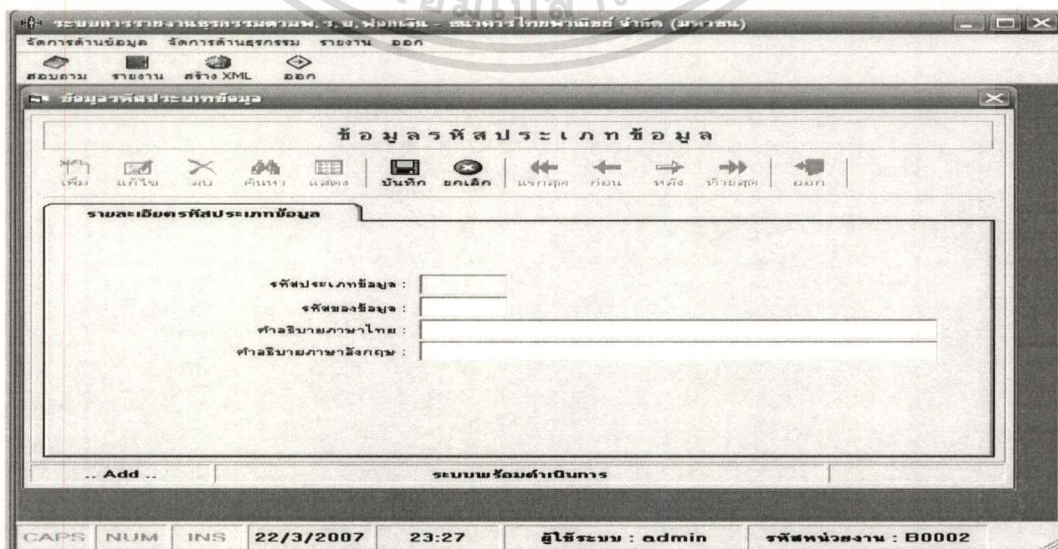 ระบบการรายงานธุรกรรมตามพ.ร.บ.ฟอกเงิน - ธนาคารไทยพาณิชย์ จำกัด (มหาชน)
จัดการด้านข้อมูล จัดการด้านธุรกรรม รายงาน ออก
สอบถาม รายงาน สร้าง XML ออก
ข้อมูลรหัสประเภทข้อมูล
ข้อมูลรหัสประเภทข้อมูล
เพิ่ม แก้ไข ลบ ค้นหา แสดง บันทึก ยกเลิก แรกสุด ก่อน หลัง ท้ายสุด ออก
รายละเอียดรหัสประเภทข้อมูล
รหัสประเภทข้อมูล :
รหัสของข้อมูล :
คำอธิบายภาษาไทย :
คำอธิบายภาษาอังกฤษ :
.. Add .. ระบบพร้อมดำเนินการ
CAPS NUM INS 22/3/2007 23:27 ผู้ใช้ระบบ : admin รหัสหน่วยงาน : B0002